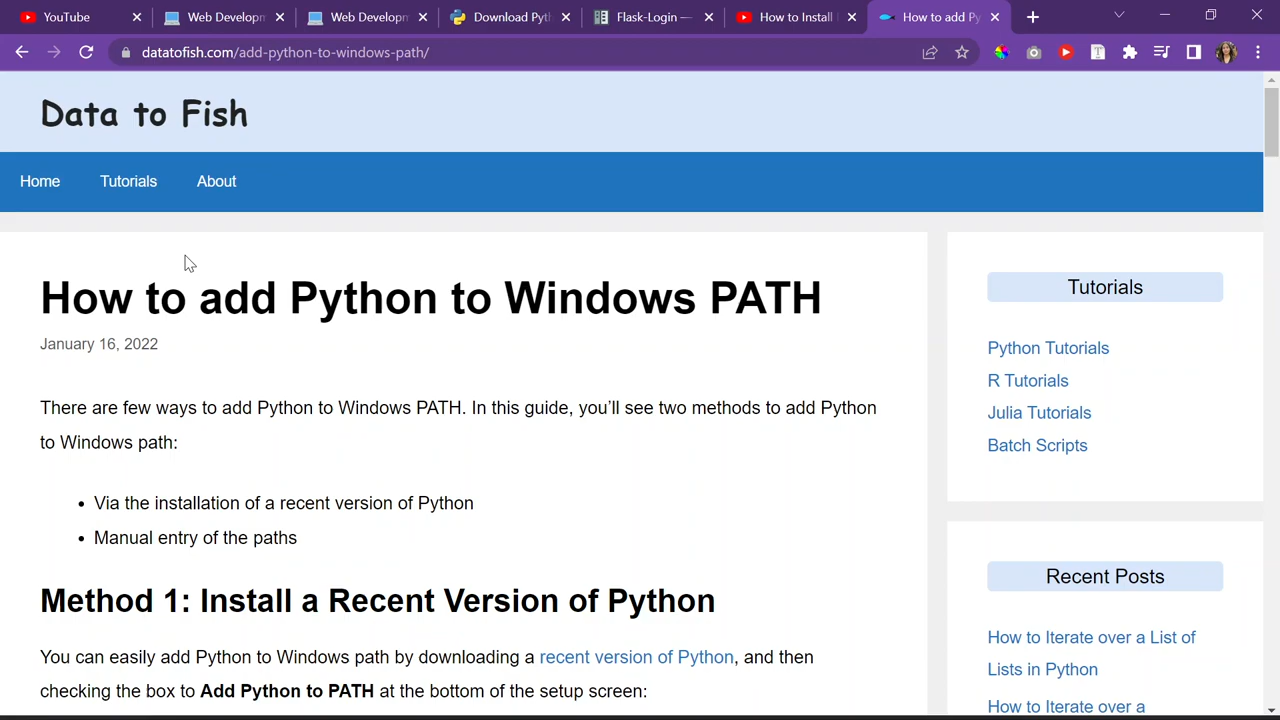 YouTube
Web Developm
Web Developm
Download Pyt
Flask-Login —
How to Install
How to add Py
datatofish.com/add-python-to-windows-path/
Data to Fish
Home
Tutorials
About
How to add Python to Windows PATH
January 16, 2022
There are few ways to add Python to Windows PATH. In this guide, you’ll see two methods to add Python
to Windows path:
• Via the installation of a recent version of Python
• Manual entry of the paths
Method 1: Install a Recent Version of Python
You can easily add Python to Windows path by downloading a recent version of Python, and then
checking the box to Add Python to PATH at the bottom of the setup screen:
Tutorials
Python Tutorials
R Tutorials
Julia Tutorials
Batch Scripts
Recent Posts
How to Iterate over a List of
Lists in Python
How to Iterate over a